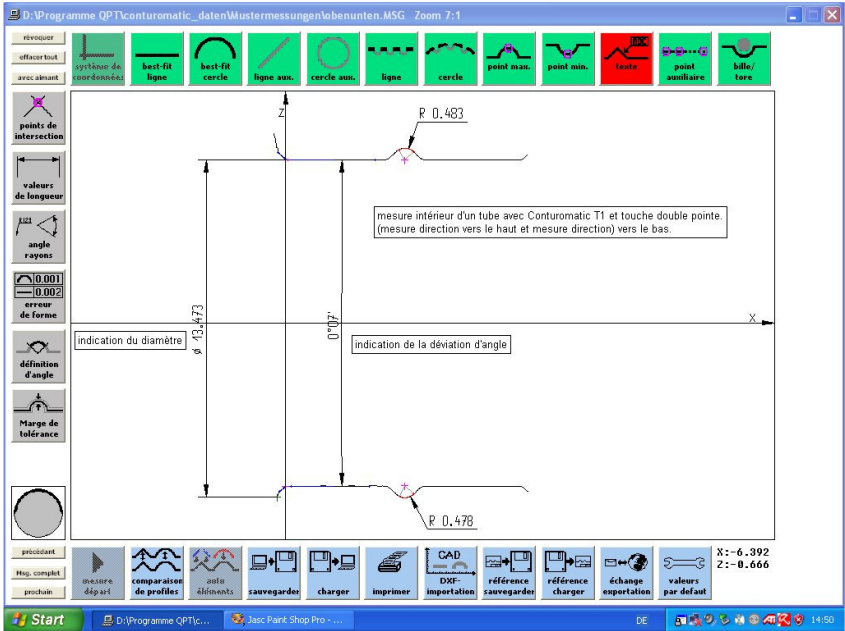 D:\Programme QPT\conturomatic_daten\Mustermessungen\obenunten.MSG Zoom 7:1
révoquer
effacer tout
avec aimant
système de
coordonnées
best-fit
ligne
best-fit
cercle
ligne aux.
cercle aux.
ligne
cercle
point max.
point min.
texte
point
auxiliaire
bille/
tore
points de
intersection
valeurs
de longueur
angle
rayons
0.001
0.002
erreur
de forme
définition
d'angle
Marge de
tolérance
Z
R 0.483
mesure intérieur d'un tube avec Conturomatic T1 et touche double pointe.
(mesure direction vers le haut et mesure direction) vers le bas.
X
ø 13.473
0°07'
indication du diamètre
indication de la déviation d'angle
R 0.478
précédant
Msg. complet
prochain
mesure
départ
comparaison
de profiles
auto
éléments
sauvegarder
charger
imprimer
CAD
DXF-
importation
référence
sauvegarder
référence
charger
échange
exportation
valeurs
par defaut
X:-6.392
Z:-0.666
Start
D:\Programme QPT\c...
Jasc Paint Shop Pro - ...
DE
14:50